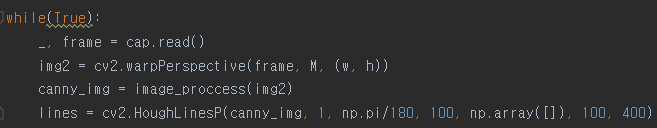 while(True):
    _, frame = cap.read()
    img2 = cv2.warpPerspective(frame, M, (w, h))
    canny_img = image_proccess(img2)
    lines = cv2.HoughLinesP(canny_img, 1, np.pi/180, 100, np.array([]), 100, 400)